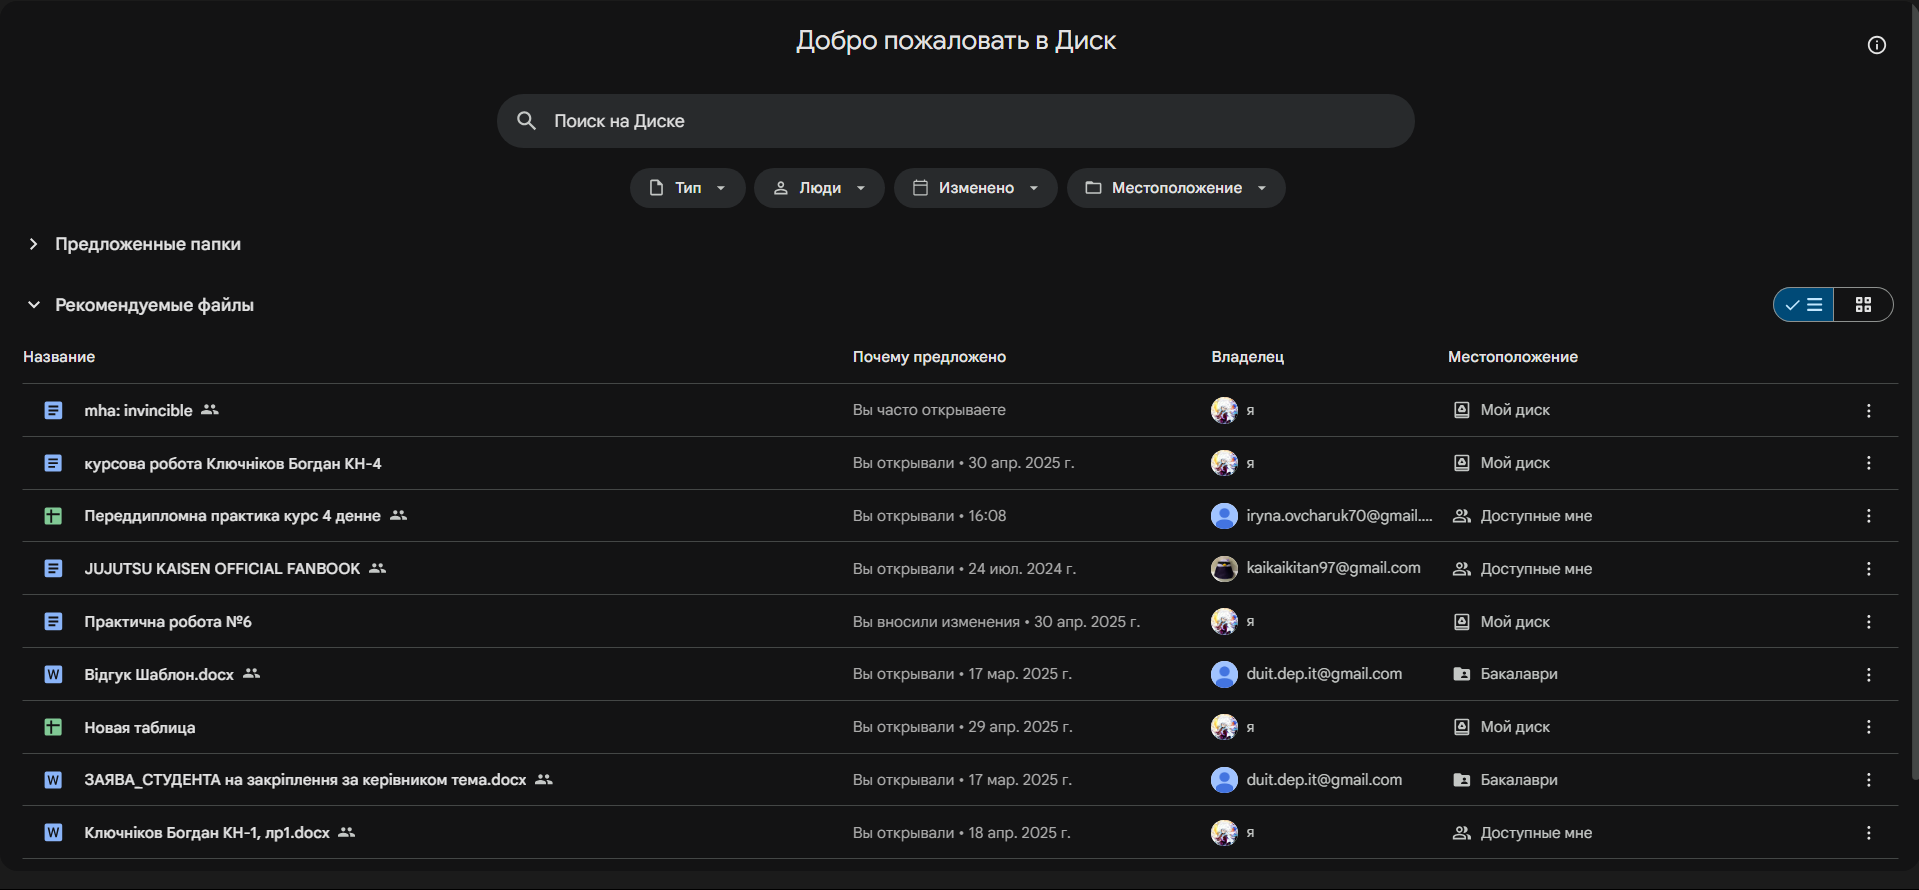 Добро пожаловать в Диск
Поиск на Диске
Тип Люди Изменено Местоположение
Предложенные папки
Рекомендуемые файлы
Название Почему предложено Владелец Местоположение
mha: invincible Вы часто открываете я Мой диск
курсова робота Ключніков Богдан КН-4 Вы открывали • 30 апр. 2025 г. я Мой диск
Переддипломна практика курс 4 денне Вы открывали • 16:08 iryna.ovcharuk70@gmail.... Доступные мне
JUJUTSU KAISEN OFFICIAL FANBOOK Вы открывали • 24 июл. 2024 г. kaikaikitan97@gmail.com Доступные мне
Практична робота №6 Вы вносили изменения • 30 апр. 2025 г. я Мой диск
W Відгук Шаблон.docx Вы открывали • 17 мар. 2025 г. duit.dep.it@gmail.com Бакалаври
Новая таблица Вы открывали • 29 апр. 2025 г. я Мой диск
W ЗАЯВА_СТУДЕНТА на закріплення за керівником тема.docx Вы открывали • 17 мар. 2025 г. duit.dep.it@gmail.com Бакалаври
W Ключніков Богдан КН-1, лр1.docx Вы открывали • 18 апр. 2025 г. я Доступные мне